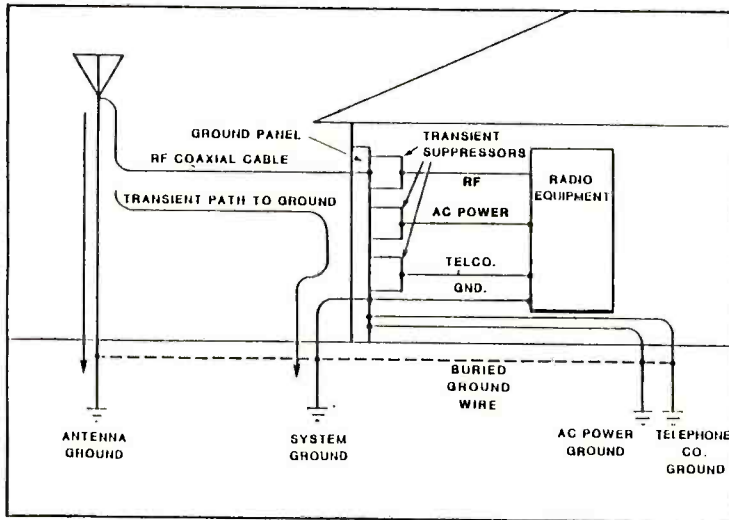 GROUND PANEL
TRANSIENT
SUPPRESSORS
RF COAXIAL CABLE
RF
RADIO
EQUIPMENT
TRANSIENT PATH TO GROUND
AC POWER
TELCO.
GND.
BURIED
GROUND
WIRE
ANTENNA
GROUND
SYSTEM
GROUND
AC POWER
GROUND
TELEPHONE
CO.
GROUND